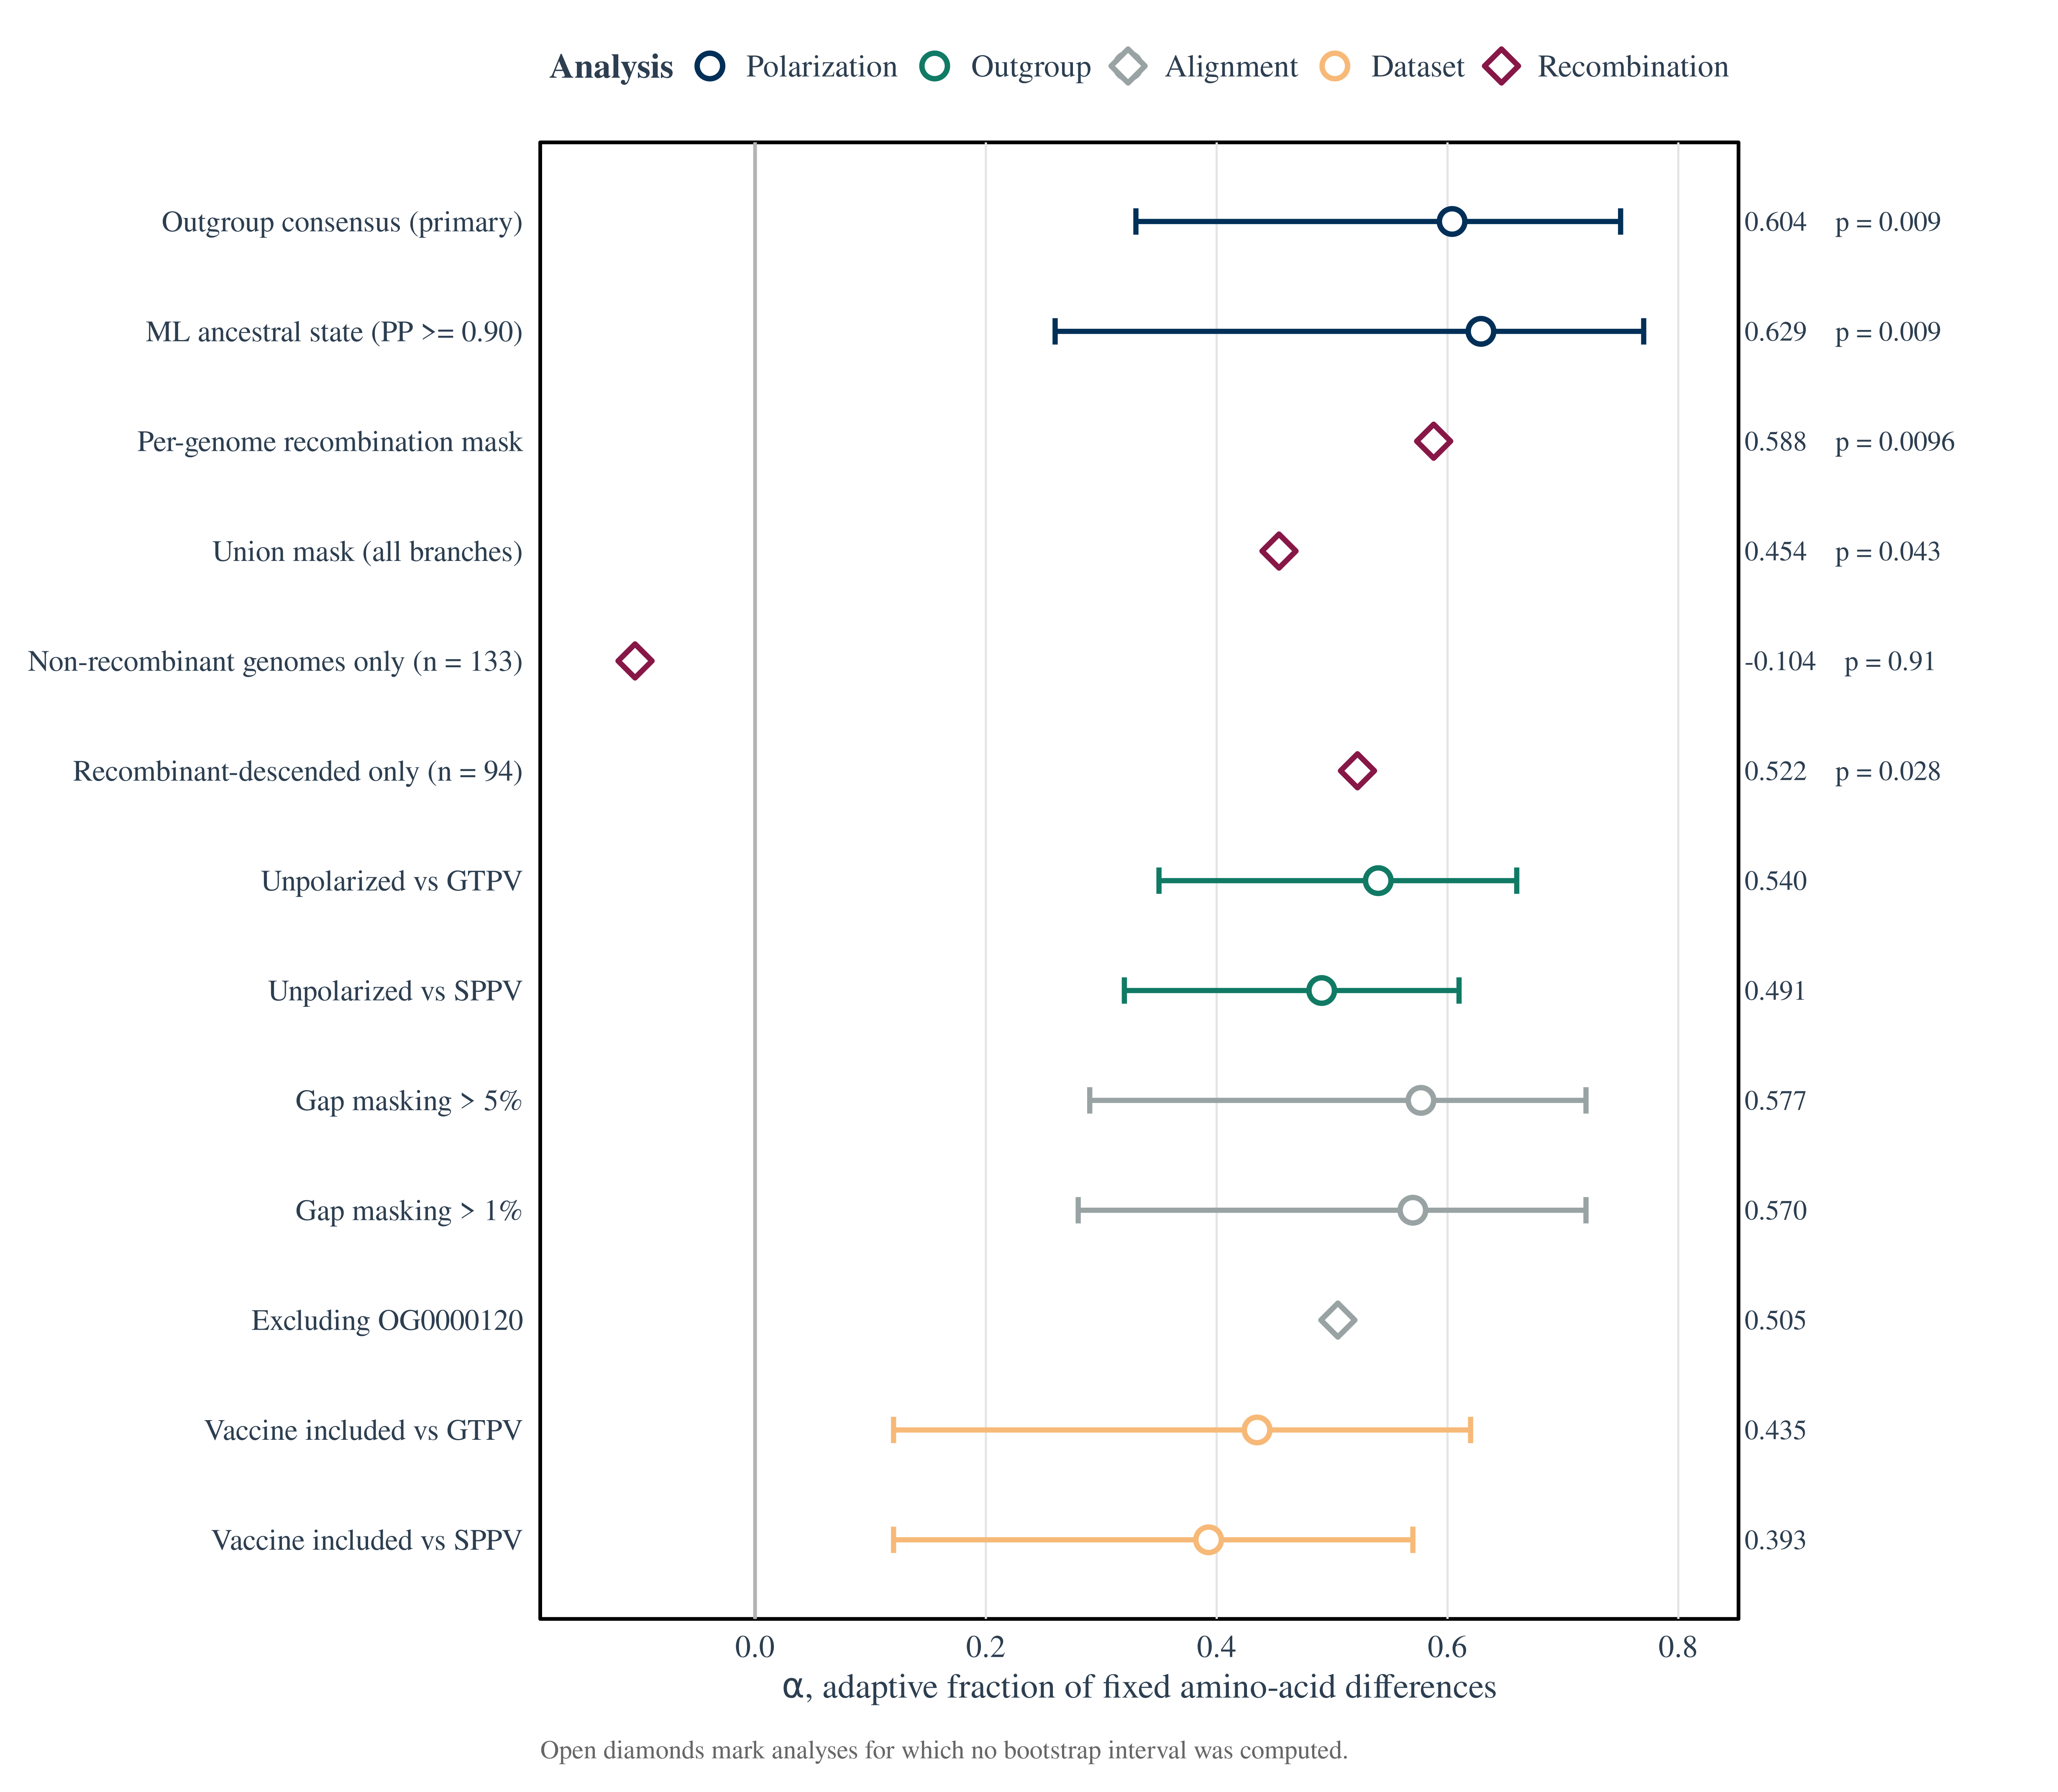 Analysis Polarization Outgroup Alignment Dataset Recombination
Outgroup consensus (primary) 0.604 p = 0.009
ML ancestral state (PP >= 0.90) 0.629 p = 0.009
Per-genome recombination mask 0.588 p = 0.0096
Union mask (all branches) 0.454 p = 0.043
Non-recombinant genomes only (n = 133) -0.104 p = 0.91
Recombinant-descended only (n = 94) 0.522 p = 0.028
Unpolarized vs GTPV 0.540
Unpolarized vs SPPV 0.491
Gap masking > 5% 0.577
Gap masking > 1% 0.570
Excluding OG0000120 0.505
Vaccine included vs GTPV 0.435
Vaccine included vs SPPV 0.393
0.0 0.2 0.4 0.6 0.8
α, adaptive fraction of fixed amino-acid differences
Open diamonds mark analyses for which no bootstrap interval was computed.